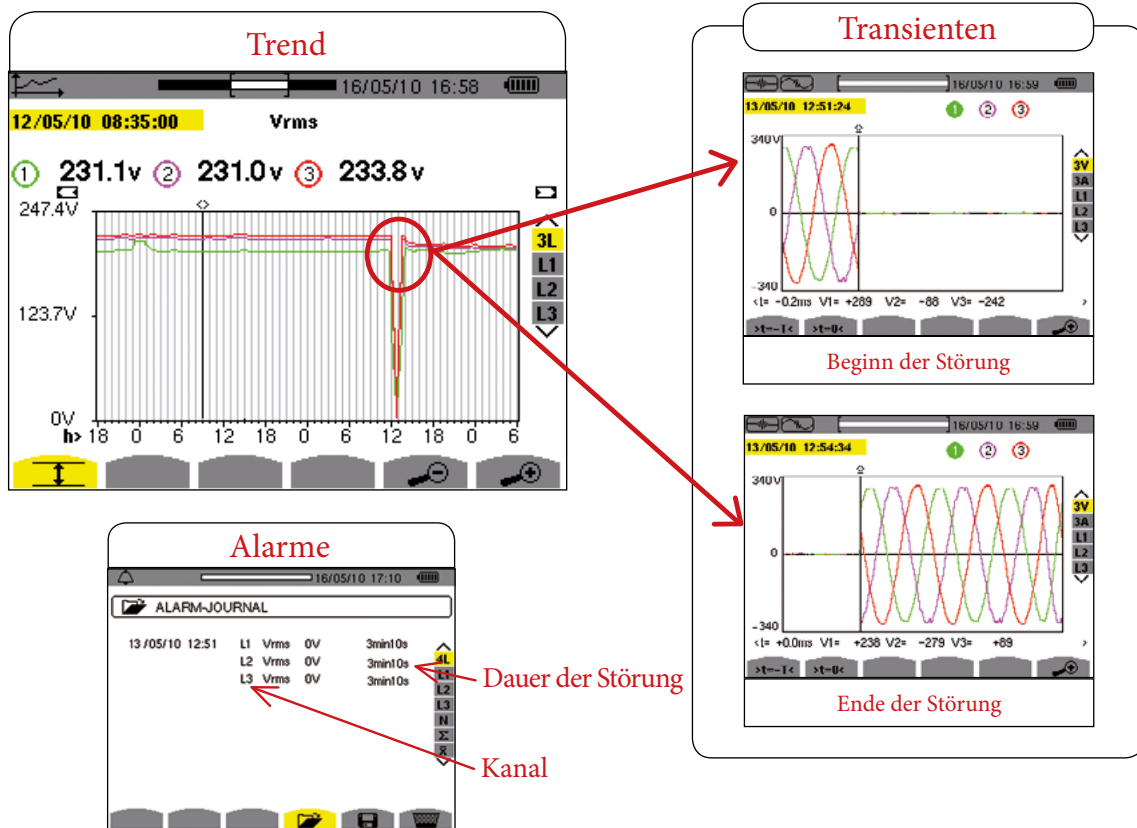 Trend
16/05/10 16:58
12/05/10 08:35:00 Vrms
1 231.1v 2 231.0v 3 233.8v
247.4V
3L
L1
L2
L3
123.7V
0V
h> 18 0 6 12 18 0 6 12 18 0 6
Transienten
16/05/10 16:59
13/05/10 12:51:24 1 2 3
340V
3V
3A
L1
L2
L3
0
-340
<t= -0.2ms V1= +289 V2= -88 V3= -242 >
>t=-T< >t=0<
Beginn der Störung
16/05/10 16:59
13/05/10 12:54:34 1 2 3
340V
3V
3A
L1
L2
L3
0
-340
<t= +0.0ms V1= +238 V2= -279 V3= +89 >
>t=-T< >t=0<
Ende der Störung
Alarme
16/05/10 17:10
ALARM-JOURNAL
13/05/10 12:51 L1 Vrms 0V 3min10s
L2 Vrms 0V 3min10s
L3 Vrms 0V 3min10s
4L
L1
L2
L3
N
Σ
Dauer der Störung
Kanal